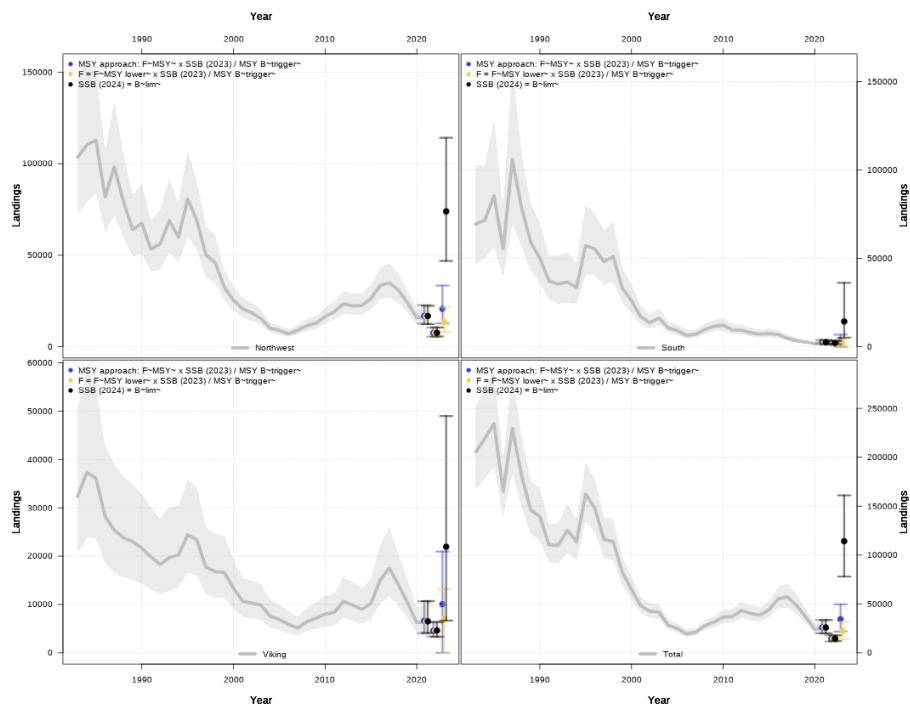 Year
Year
1990 2000 2010 2020
1990 2000 2010 2020
MSY approach: F~MSY~ x SSB (2023) / MSY B~trigger~
F = F~MSY lower~ x SSB (2023) / MSY B~trigger~
SSB (2024) = B~lim~
150000
100000
50000
0
Landings
Northwest
MSY approach: F~MSY~ x SSB (2023) / MSY B~trigger~
F = F~MSY lower~ x SSB (2023) / MSY B~trigger~
SSB (2024) = B~lim~
150000
100000
50000
0
Landings
South
MSY approach: F~MSY~ x SSB (2023) / MSY B~trigger~
F = F~MSY lower~ x SSB (2023) / MSY B~trigger~
SSB (2024) = B~lim~
60000
50000
40000
30000
20000
10000
0
Landings
Viking
MSY approach: F~MSY~ x SSB (2023) / MSY B~trigger~
F = F~MSY lower~ x SSB (2023) / MSY B~trigger~
SSB (2024) = B~lim~
250000
200000
150000
100000
50000
0
Landings
Total
1990 2000 2010 2020
1990 2000 2010 2020
Year
Year